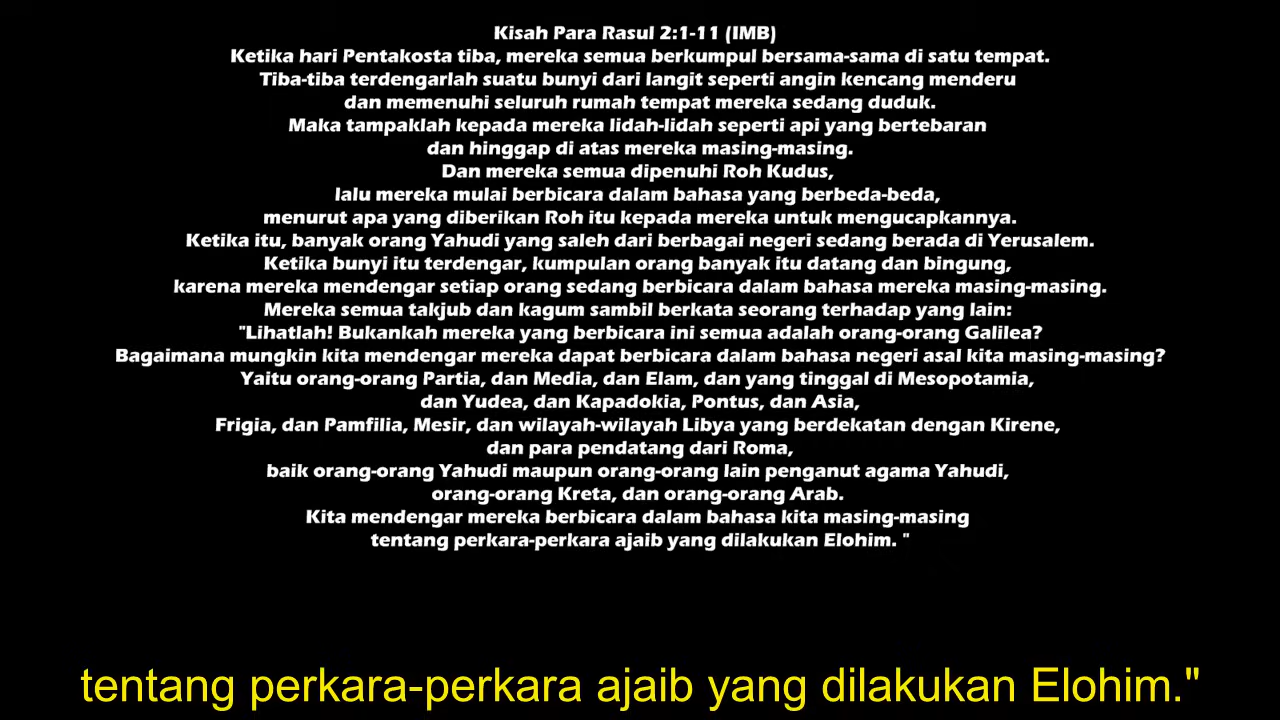 Kisah Para Rasul 2:1-11 (IMB)
Ketika hari Pentakosta tiba, mereka semua berkumpul bersama-sama di satu tempat.
Tiba-tiba terdengarlah suatu bunyi dari langit seperti angin kencang menderu
dan memenuhi seluruh rumah tempat mereka sedang duduk.
Maka tampaklah kepada mereka lidah-lidah seperti api yang bertebaran
dan hinggap di atas mereka masing-masing.
Dan mereka semua dipenuhi Roh Kudus,
lalu mereka mulai berbicara dalam bahasa yang berbeda-beda,
menurut apa yang diberikan Roh itu kepada mereka untuk mengucapkannya.
Ketika itu, banyak orang Yahudi yang saleh dari berbagai negeri sedang berada di Yerusalem.
Ketika bunyi itu terdengar, kumpulan orang banyak itu datang dan bingung,
karena mereka mendengar setiap orang sedang berbicara dalam bahasa mereka masing-masing.
Mereka semua takjub dan kagum sambil berkata seorang terhadap yang lain:
"Lihatlah! Bukankah mereka yang berbicara ini semua adalah orang-orang Galilea?
Bagaimana mungkin kita mendengar mereka dapat berbicara dalam bahasa negeri asal kita masing-masing?
Yaitu orang-orang Partia, dan Media, dan Elam, dan yang tinggal di Mesopotamia,
dan Yudea, dan Kapadokia, Pontus, dan Asia,
Frigia, dan Pamfilia, Mesir, dan wilayah-wilayah Libya yang berdekatan dengan Kirene,
dan para pendatang dari Roma,
baik orang-orang Yahudi maupun orang-orang lain penganut agama Yahudi,
orang-orang Kreta, dan orang-orang Arab.
Kita mendengar mereka berbicara dalam bahasa kita masing-masing
tentang perkara-perkara ajaib yang dilakukan Elohim. "
tentang perkara-perkara ajaib yang dilakukan Elohim."